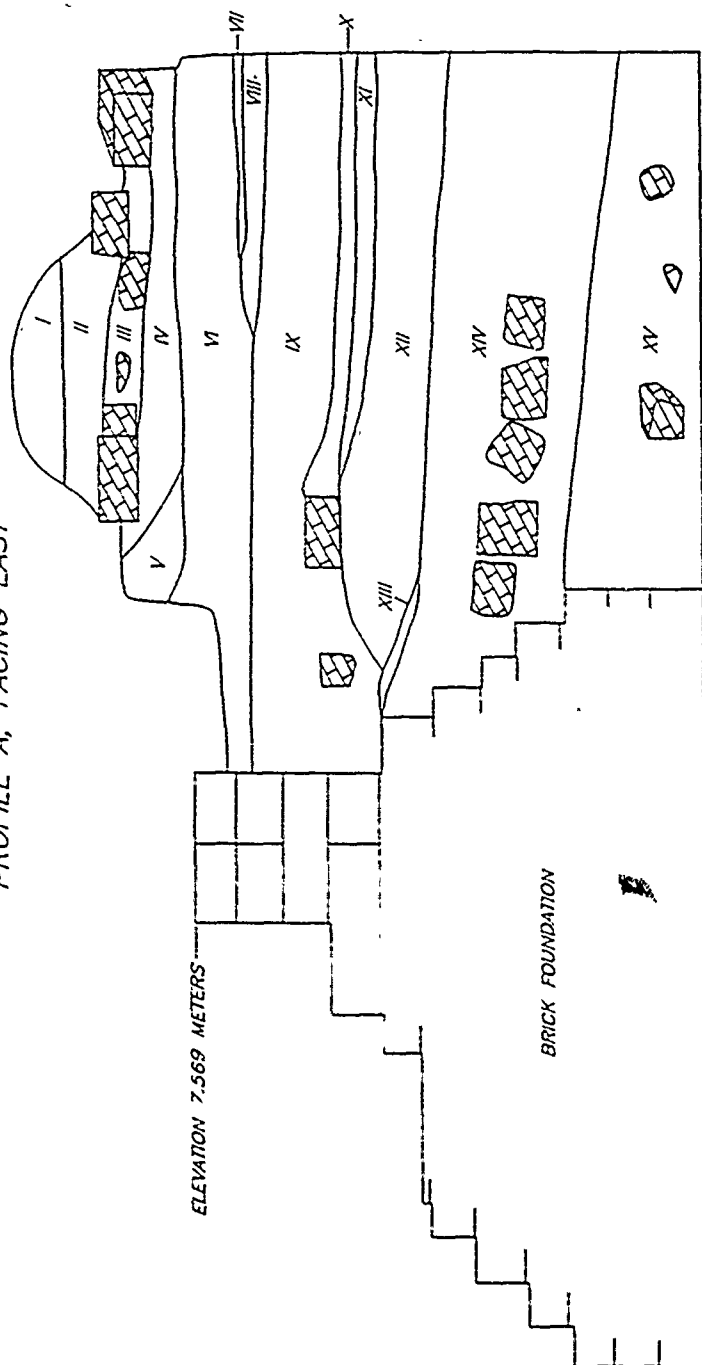 PROFILE A, FACING EAST
I
II
III
IV
V
VI
VII
VIII
IX
X
XI
XII
XIII
XIV
XV
ELEVATION 7.569 METERS
BRICK FOUNDATION